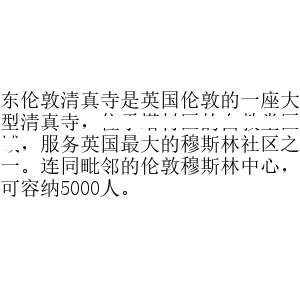 东伦敦清真寺是英国伦敦的一座大
型清真寺，
，服务英国最大的穆斯林社区之
一。连同毗邻的伦敦穆斯林中心，
可容纳5000人。